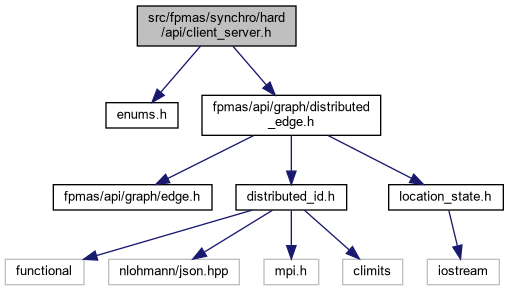 src/fpmas/synchro/hard
/api/client_server.h
enums.h
fpmas/api/graph/distributed
_edge.h
fpmas/api/graph/edge.h
distributed_id.h
location_state.h
functional
nlohmann/json.hpp
mpi.h
climits
iostream